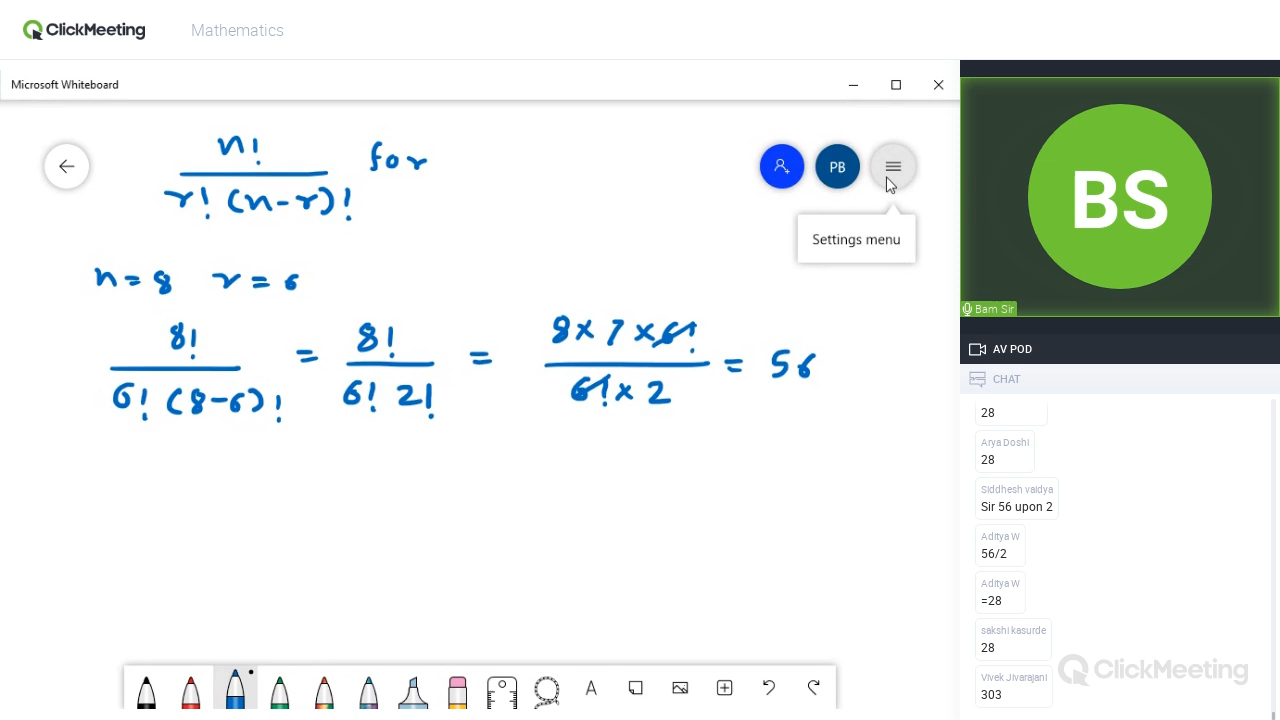 ClickMeeting Mathematics
Microsoft Whiteboard
n! / r! (n-r)! for
PB
Settings menu
n = 8 r = 6
8! / 6! (8-6)! = 8! / 6! 2! = 8 x 7 x 6! / 6! x 2 = 56
A
BS
Bam Sir
AV POD
CHAT
28
Arya Doshi
28
Siddhesh vaidya
Sir 56 upon 2
Aditya W
56/2
Aditya W
=28
sakshi kasurde
28
Vivek Jivarajani
303
ClickMeeting